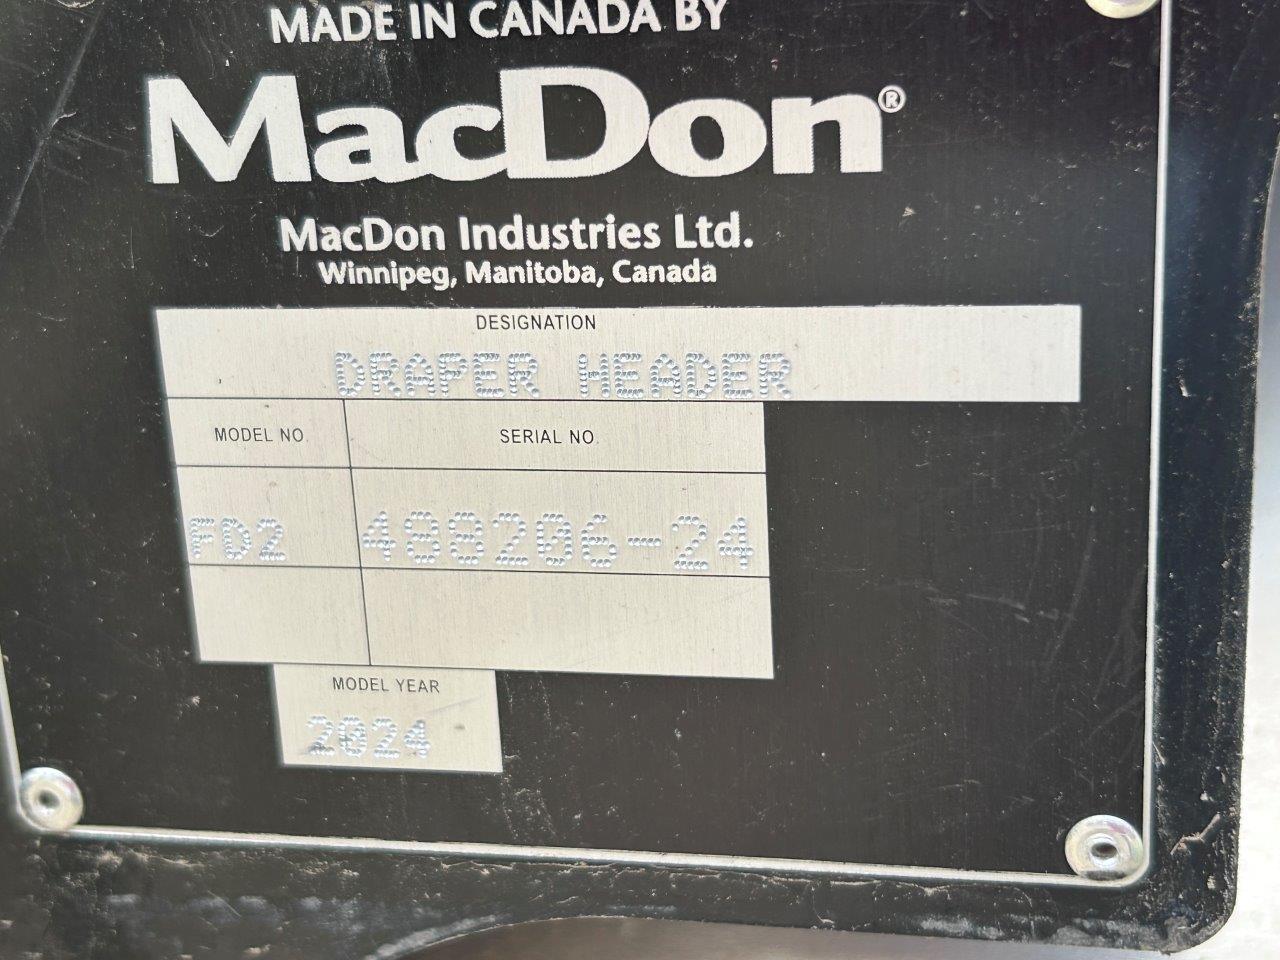 MADE IN CANADA BY
MacDon®
MacDon Industries Ltd.
Winnipeg, Manitoba, Canada
DESIGNATION
DRAPER HEADER
MODEL NO. SERIAL NO.
FD2 488206-24
MODEL YEAR
2024